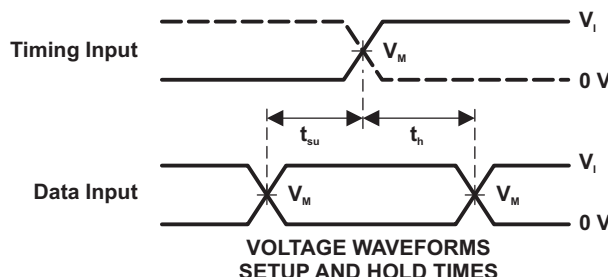 V_I
Timing Input
V_M
0 V
t_su
t_h
V_I
Data Input
V_M
V_M
0 V
VOLTAGE WAVEFORMS
SETUP AND HOLD TIMES